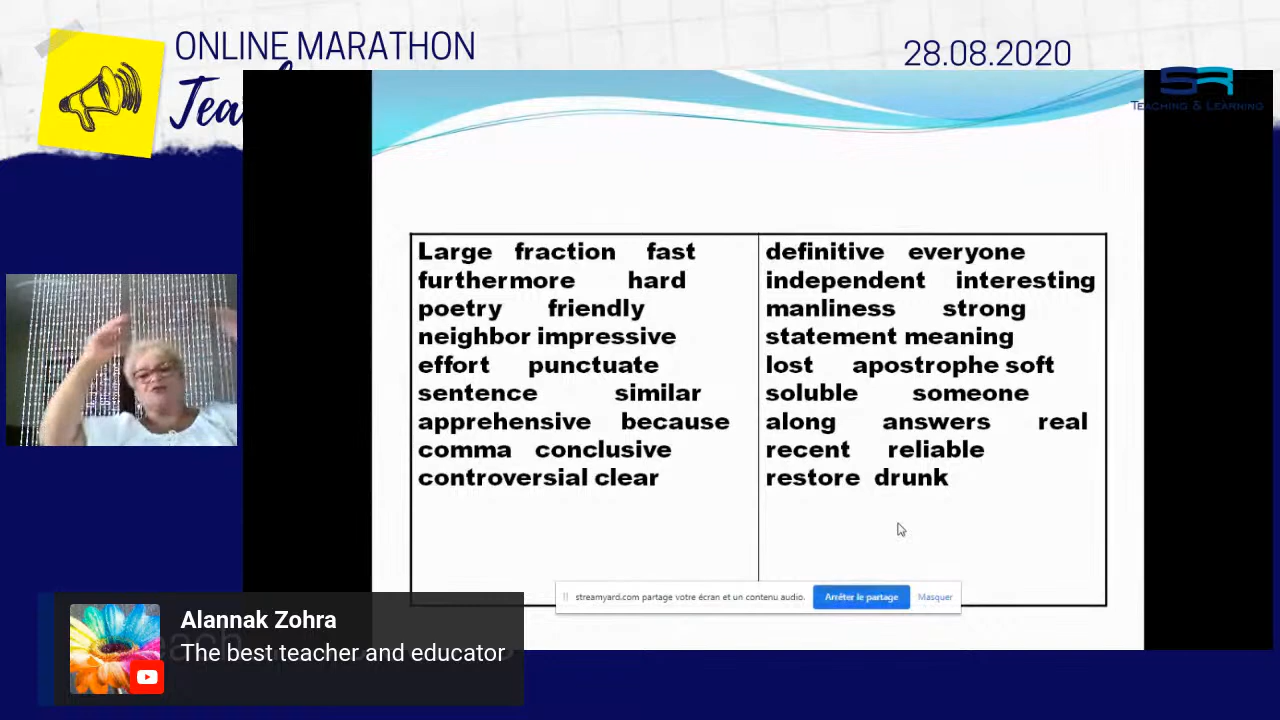 ONLINE MARATHON
28.08.2020
Tea
SR
TEACHING & LEARNING
Large fraction fast
furthermore hard
poetry friendly
neighbor impressive
effort punctuate
sentence similar
apprehensive because
comma conclusive
controversial clear
definitive everyone
independent interesting
manliness strong
statement meaning
lost apostrophe soft
soluble someone
along answers real
recent reliable
restore drunk
streamyard.com partage votre écran et un contenu audio.
Arrêter le partage
Masquer
Alannak Zohra
The best teacher and educator